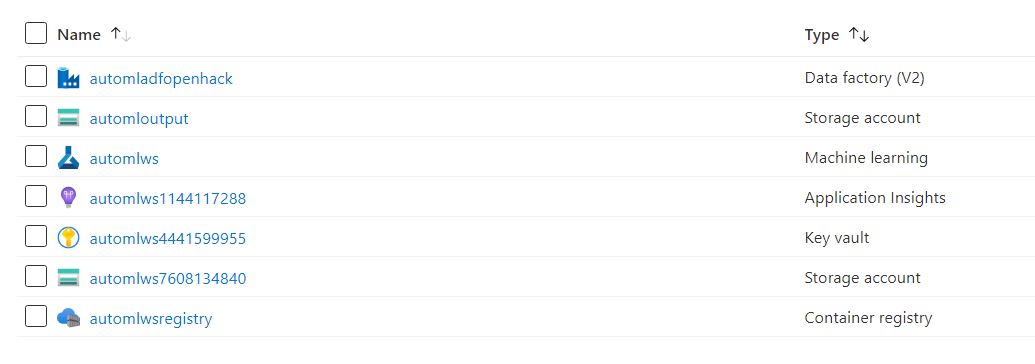 Name ↑↓ Type ↑↓
automladfopenhack Data factory (V2)
automloutput Storage account
automlws Machine learning
automlws1144117288 Application Insights
automlws4441599955 Key vault
automlws7608134840 Storage account
automlwsregistry Container registry